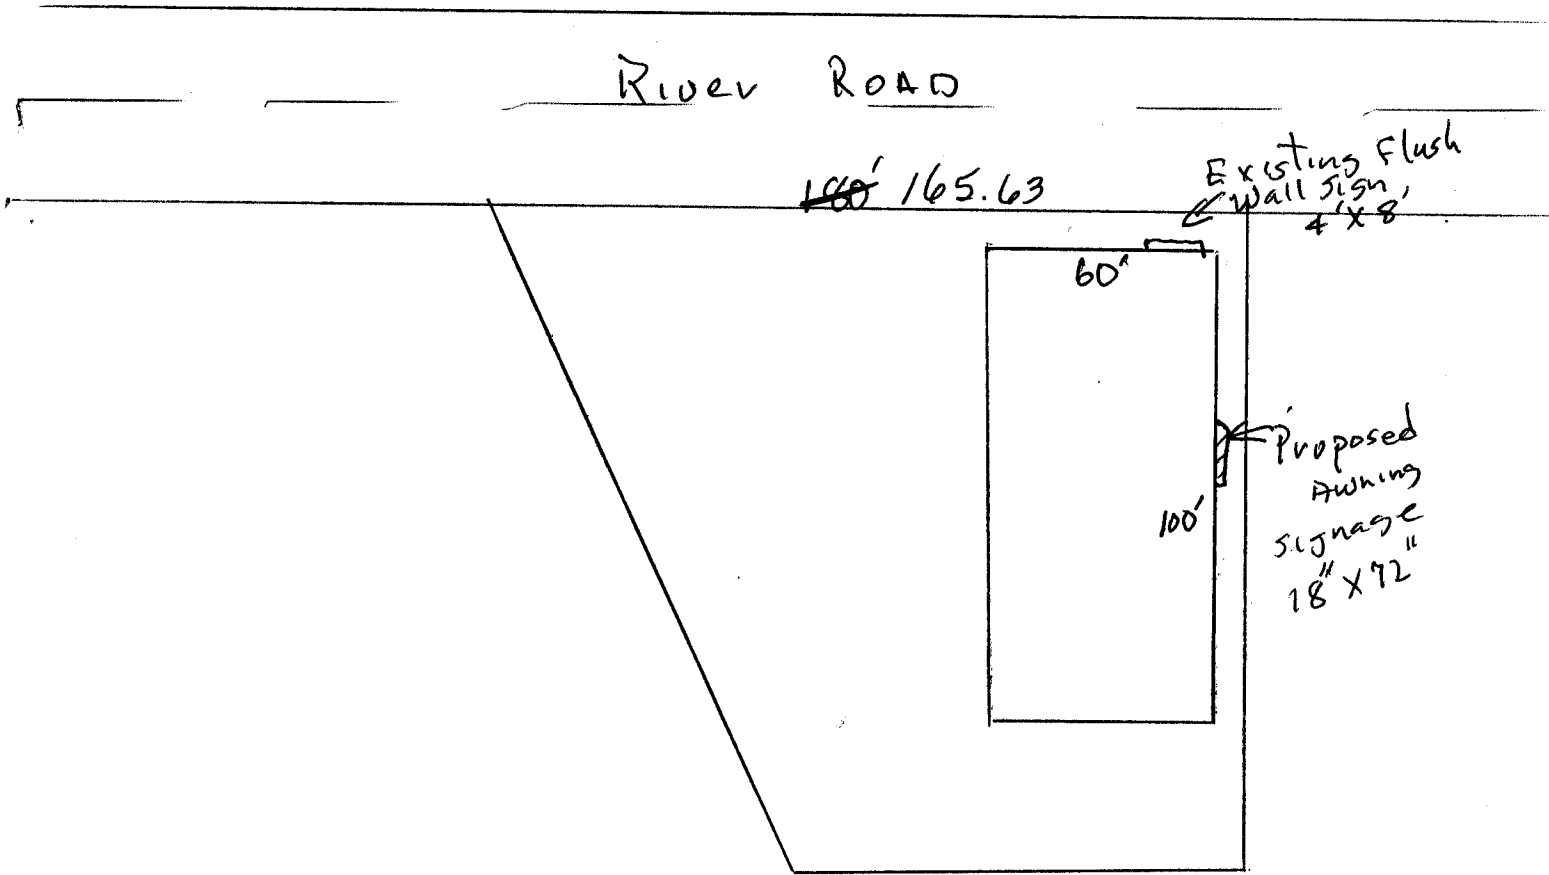 River ROAD
160' 165.63
Existing Flush
Wall Sign
4'X8'
60'
Proposed
Awning
Signage
18"X72"
100'